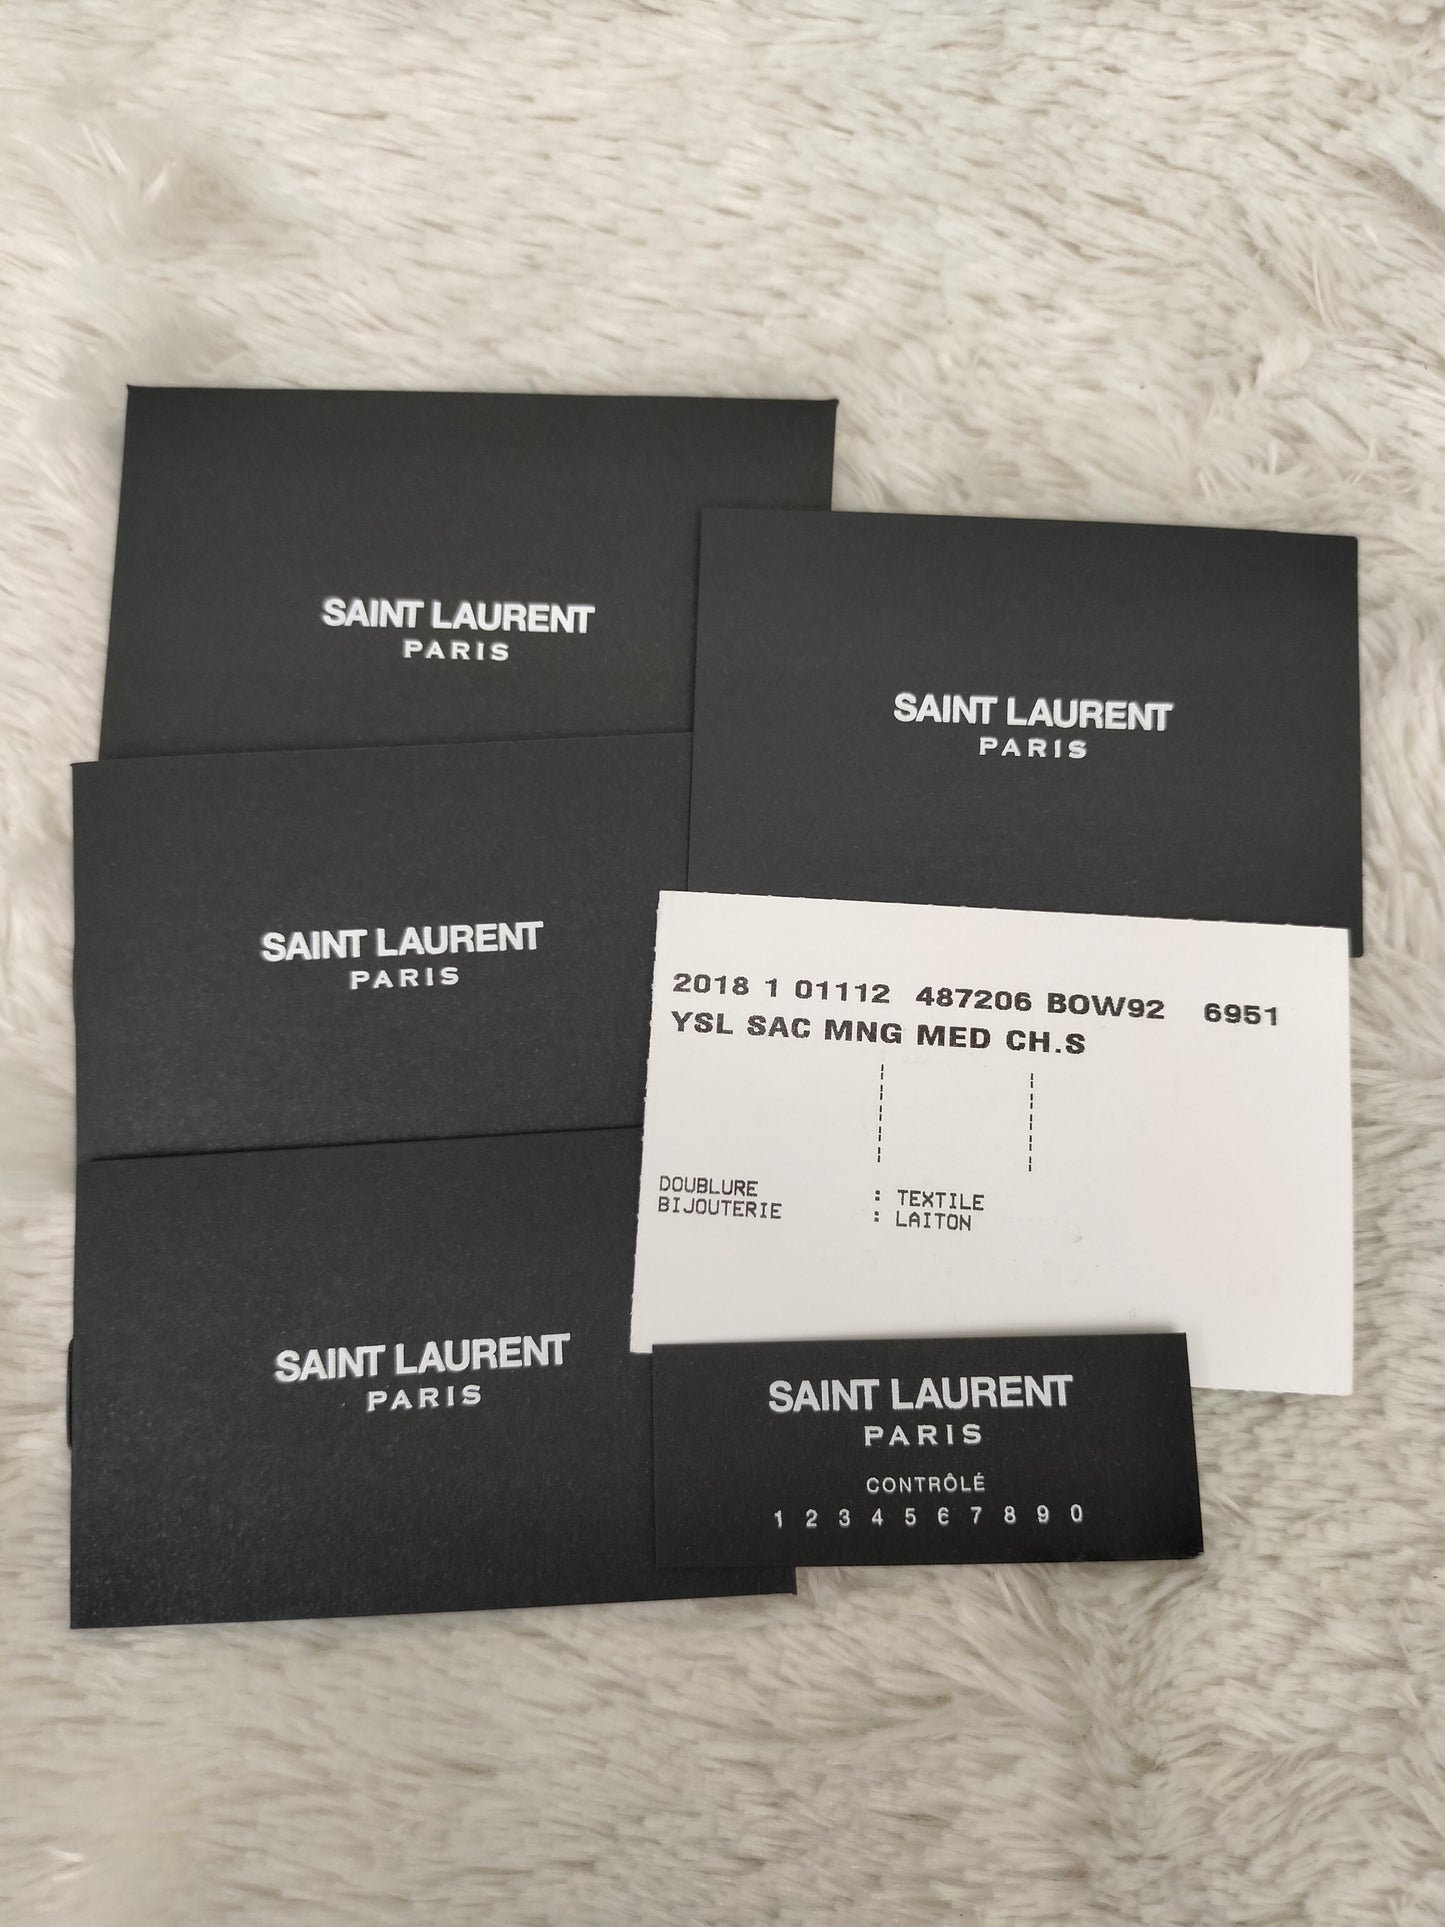 SAINT LAURENT
PARIS
SAINT LAURENT
PARIS
SAINT LAURENT
PARIS
SAINT LAURENT
PARIS
2018 1 01112 487206 BOW92 6951
YSL SAC MNG MED CH.S
DOUBLURE : TEXTILE
BIJOUTERIE : LAITON
SAINT LAURENT
PARIS
CONTRÔLÉ
1 2 3 4 5 6 7 8 9 0